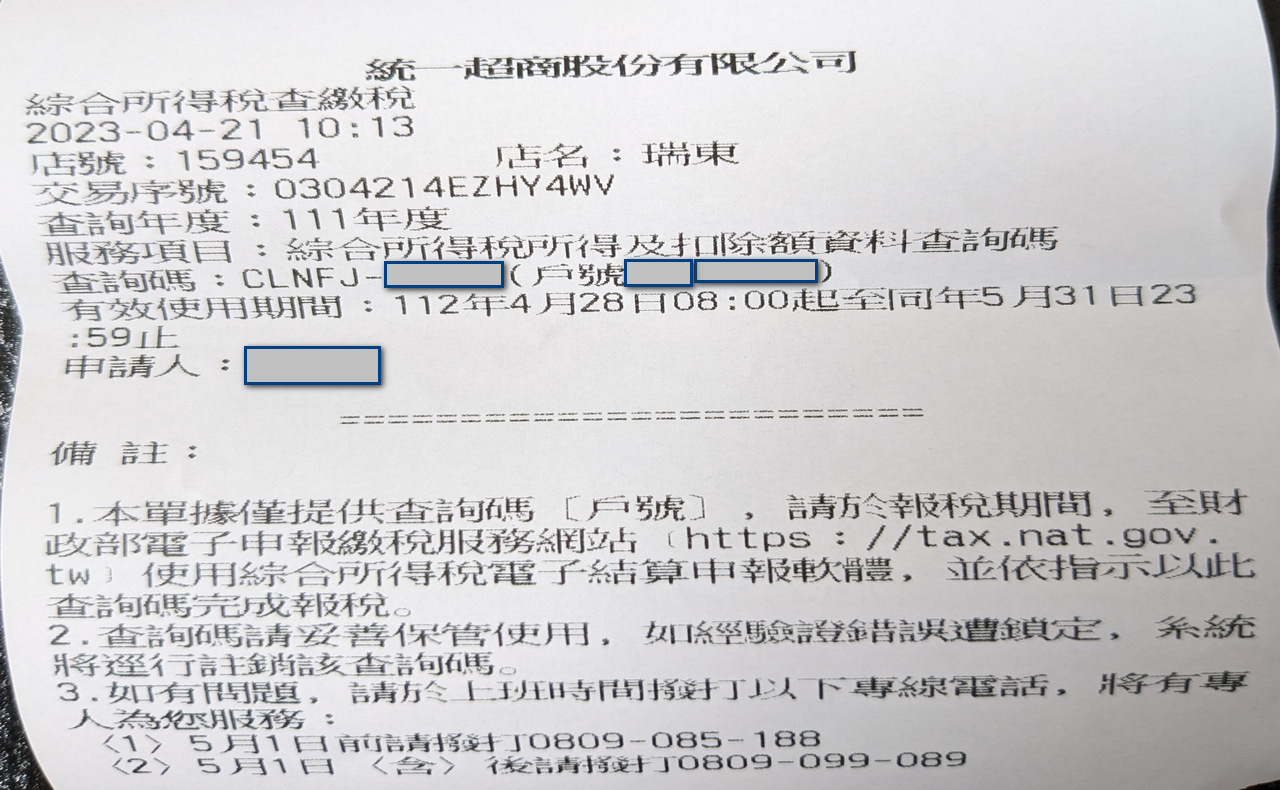 統一超商股份有限公司
綜合所得稅查繳稅
2023-04-21 10:13
店號：159454 店名：瑞東
交易序號：0304214EZHY4WV
查詢年度：111年度
服務項目：綜合所得稅所得及扣除額資料查詢碼
查詢碼：CLNFJ-(戶號)
有效使用期間：112年4月28日08:00起至同年5月31日23
:59止
申請人：
=========================
備 註：
1.本單據僅提供查詢碼〔戶號〕，請於報稅期間，至財
政部電子申報繳稅服務網站〔https：//tax.nat.gov.
tw〕使用綜合所得稅電子結算申報軟體，並依指示以此
查詢碼完成報稅。
2.查詢碼請妥善保管使用，如經驗證錯誤遭鎖定，系統
將逕行註銷該查詢碼。
3.如有問題，請於上班時間撥打以下專線電話，將有專
人為您服務：
〈1〉5月1日前請撥打0809-085-188
〈2〉5月1日〈含〉後請撥打0809-099-089